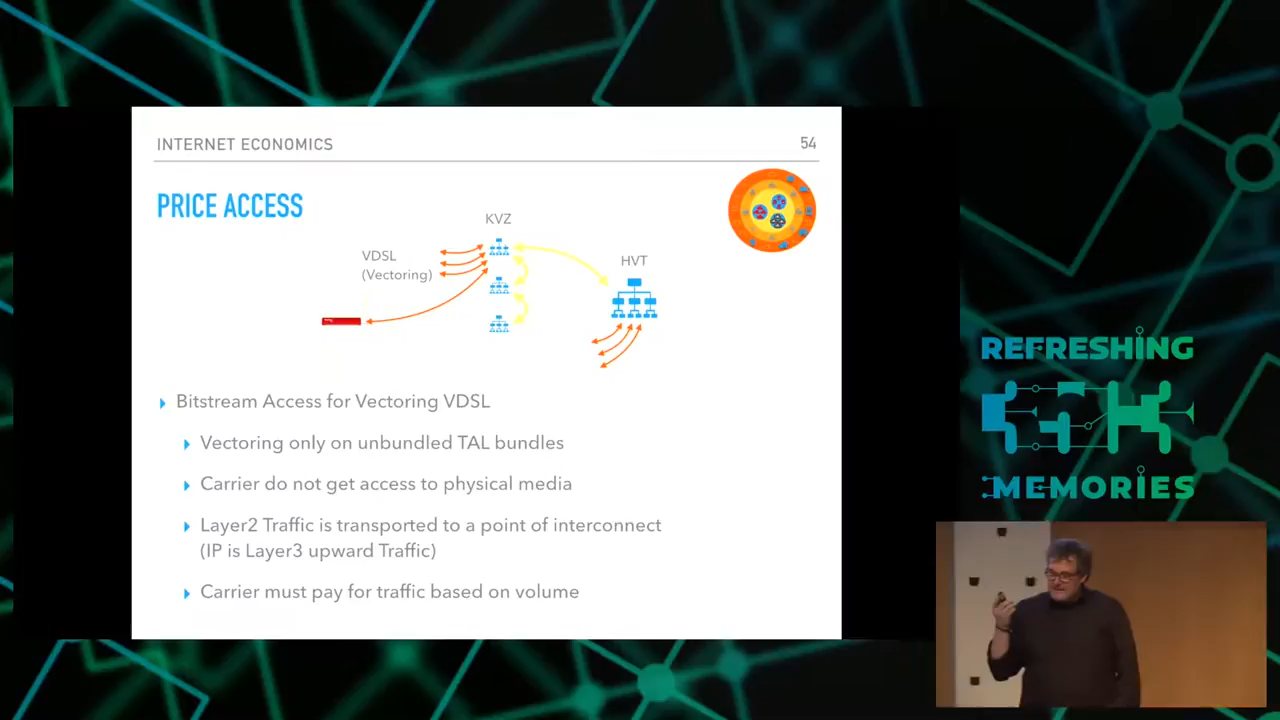 INTERNET ECONOMICS
54
PRICE ACCESS
KVZ
VDSL
(Vectoring)
HVT
Bitstream Access for Vectoring VDSL
Vectoring only on unbundled TAL bundles
Carrier do not get access to physical media
Layer2 Traffic is transported to a point of interconnect
(IP is Layer3 upward Traffic)
Carrier must pay for traffic based on volume
REFRESHING
MEMORIES